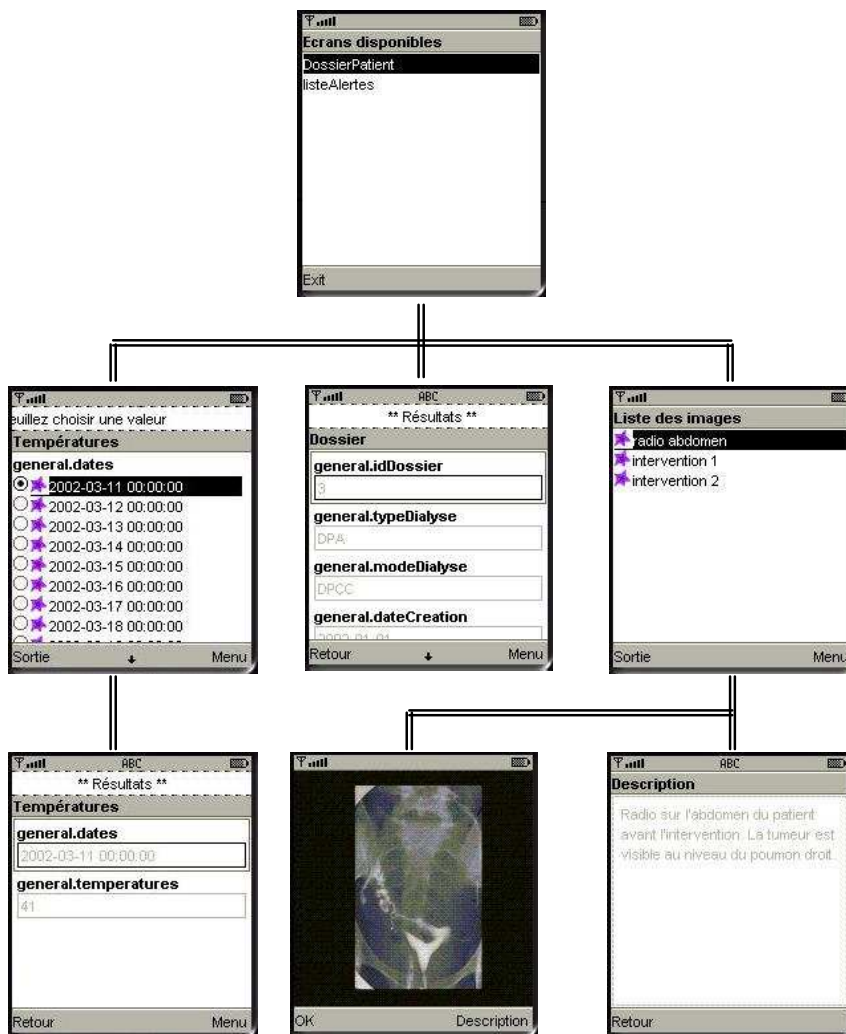 Ecrans disponibles
DossierPatient
listeAlertes
Exit
euillez choisir une valeur
Températures
general.dates
2002-03-11 00:00:00
2002-03-12 00:00:00
2002-03-13 00:00:00
2002-03-14 00:00:00
2002-03-15 00:00:00
2002-03-16 00:00:00
2002-03-17 00:00:00
2002-03-18 00:00:00
Sortie
Menu
ABC
** Résultats **
Dossier
general.idDossier
3
general.typeDialyse
DPA
general.modeDialyse
DPCC
general.dateCreation
2002-01-01
Retour
Menu
Liste des images
radio abdomen
intervention 1
intervention 2
Sortie
Menu
ABC
** Résultats **
Températures
general.dates
2002-03-11 00:00:00
general.temperatures
41
Retour
Menu
OK
Description
ABC
Description
Radio sur l'abdomen du patient
avant l'intervention. La tumeur est
visible au niveau du poumon droit.
Retour